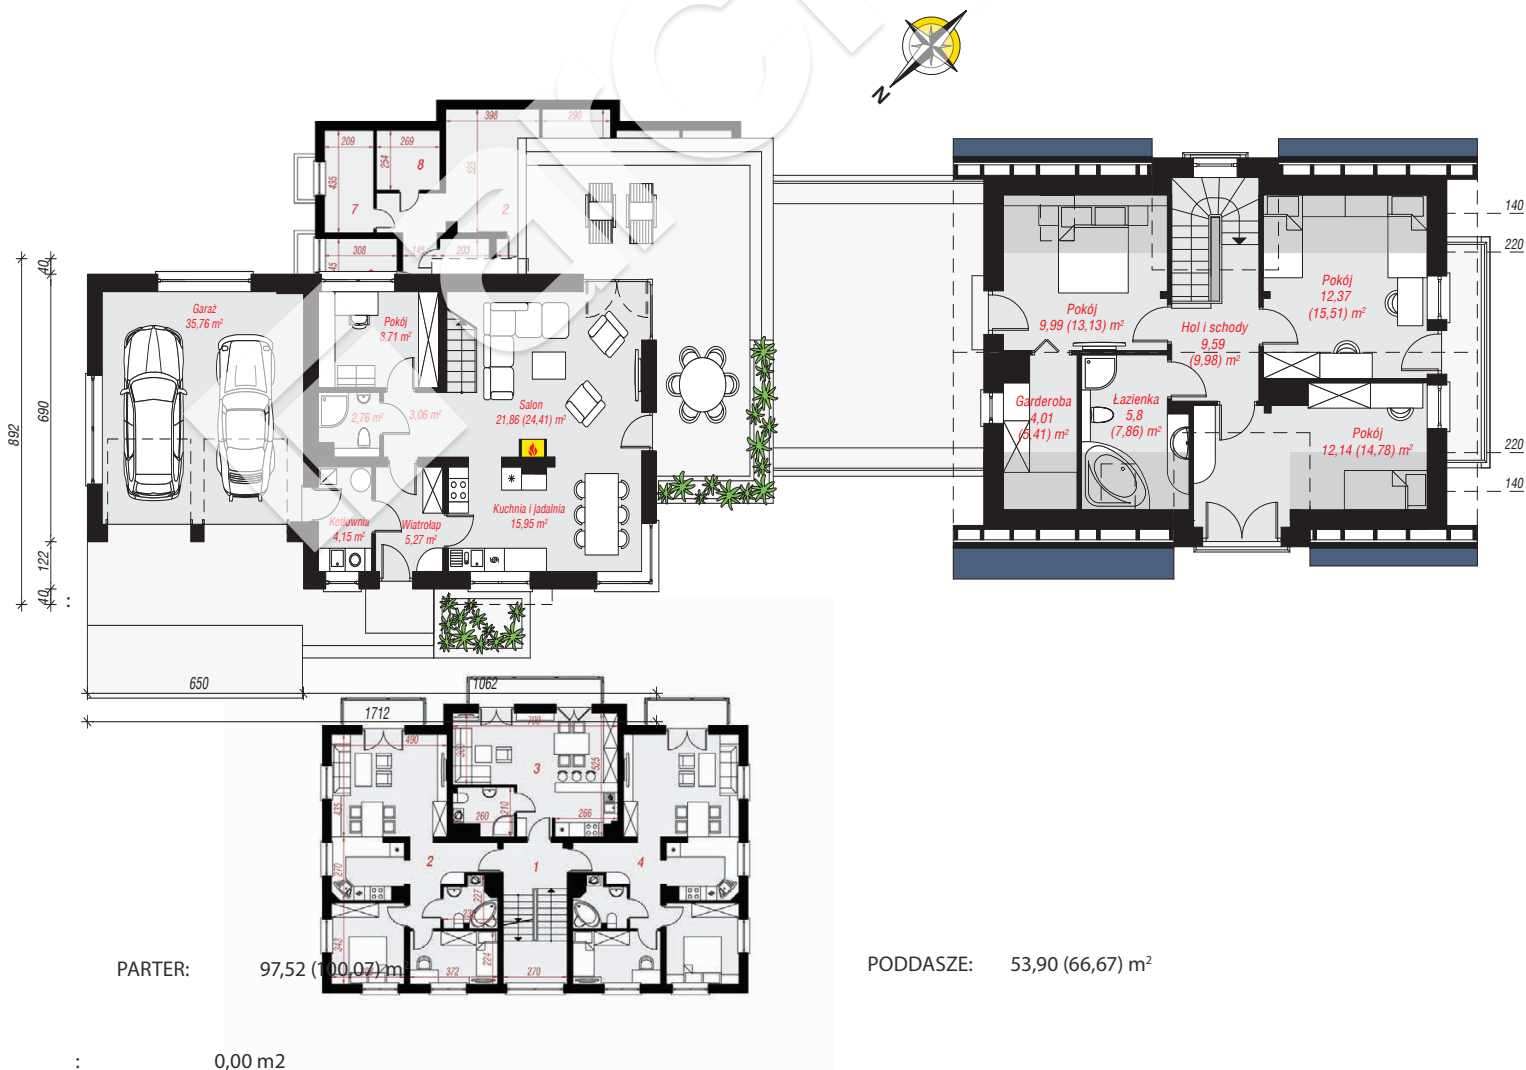 N
398
290
209
269
254
8
525
435
7
2
308
145
203
45
40
690
892
122
40
:
Garaż
35,76 m²
Pokój
8,71 m²
2,76 m²
3,06 m²
Salon
21,86 (24,41) m²
Kuchnia i jadalnia
15,95 m²
Kotłownia
4,15 m²
Wiatrołap
5,27 m²
650
1062
1712
Pokój
9,99 (13,13) m²
Hol i schody
9,59
(9,98) m²
Pokój
12,37
(15,51) m²
Garderoba
4,01
(5,41) m²
Łazienka
5,8
(7,86) m²
Pokój
12,14 (14,78) m²
140
220
220
140
490
700
525
3
435
210
260
266
270
2
1
4
227
343
372
224
270
PARTER: 97,52 (100,07) m
PODDASZE: 53,90 (66,67) m²
: 0,00 m2